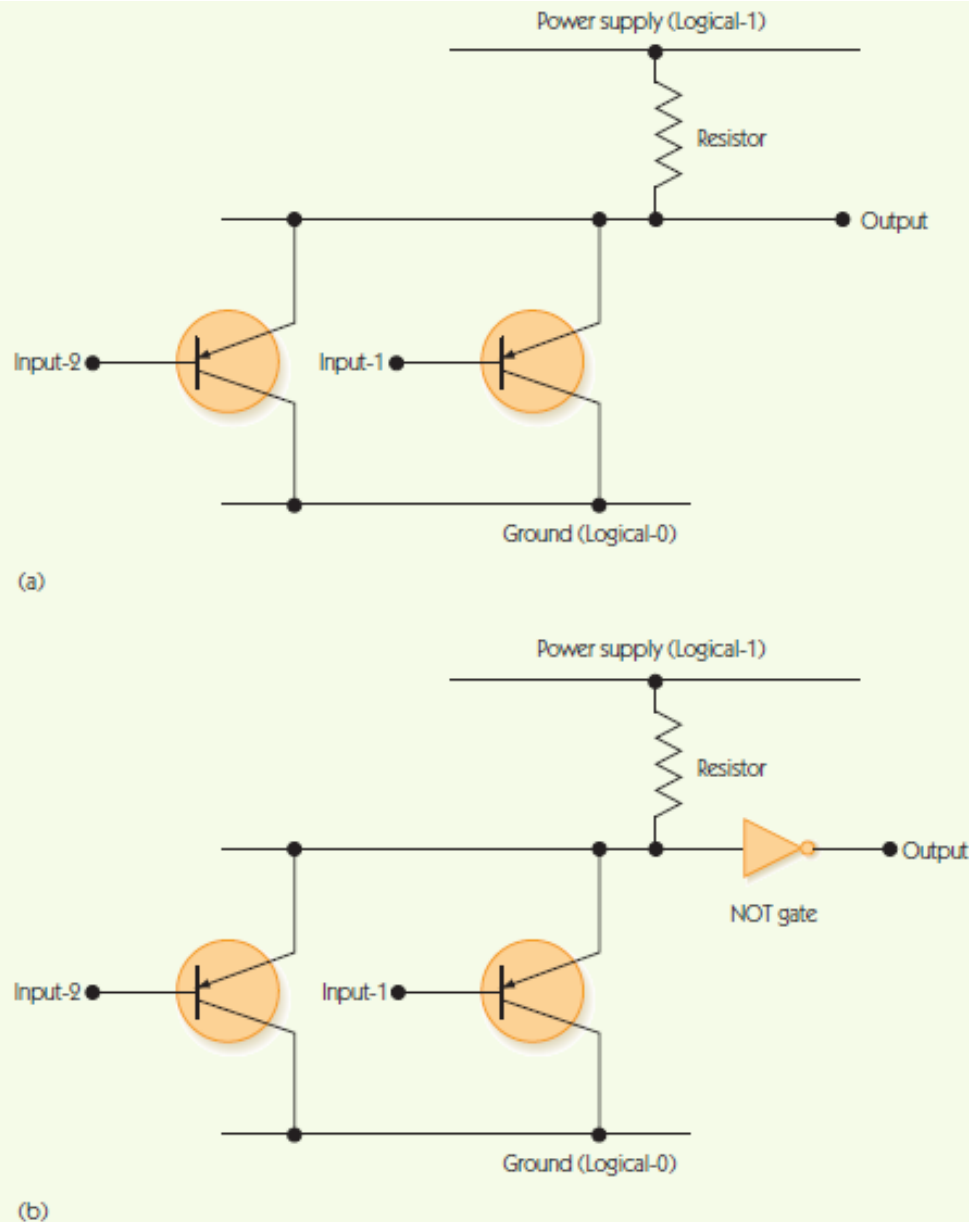 Power supply (Logical-1)
Resistor
Output
Input-2
Input-1
Ground (Logical-0)
(a)
Power supply (Logical-1)
Resistor
Output
NOT gate
Input-2
Input-1
Ground (Logical-0)
(b)